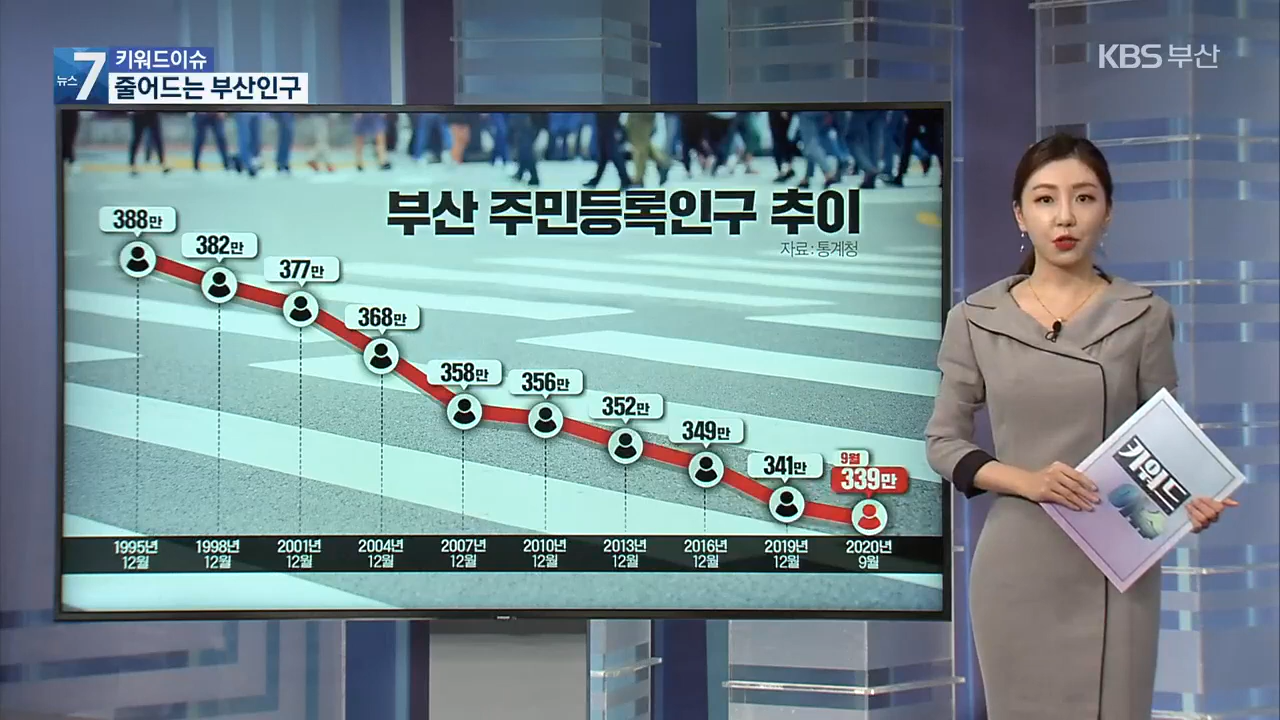 뉴스 7
키워드이슈
줄어드는 부산인구
KBS 부산
부산 주민등록인구 추이
자료 : 통계청
388만
382만
377만
368만
358만
356만
352만
349만
341만
9월
339만
1995년 12월
1998년 12월
2001년 12월
2004년 12월
2007년 12월
2010년 12월
2013년 12월
2016년 12월
2019년 12월
2020년 9월
키워드